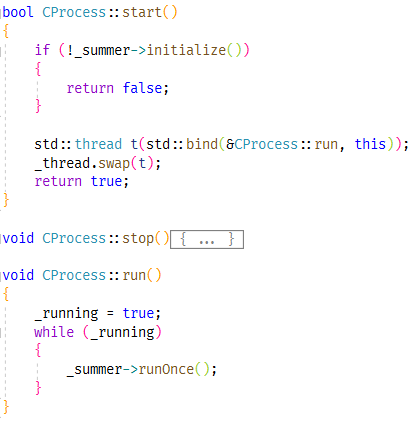 bool CProcess::start()
{
    if (!_summer->initialize())
    {
        return false;
    }
    std::thread t(std::bind(&CProcess::run, this));
    _thread.swap(t);
    return true;
}
void CProcess::stop(){ ... }
void CProcess::run()
{
    _running = true;
    while (_running)
    {
        _summer->runOnce();
    }
}